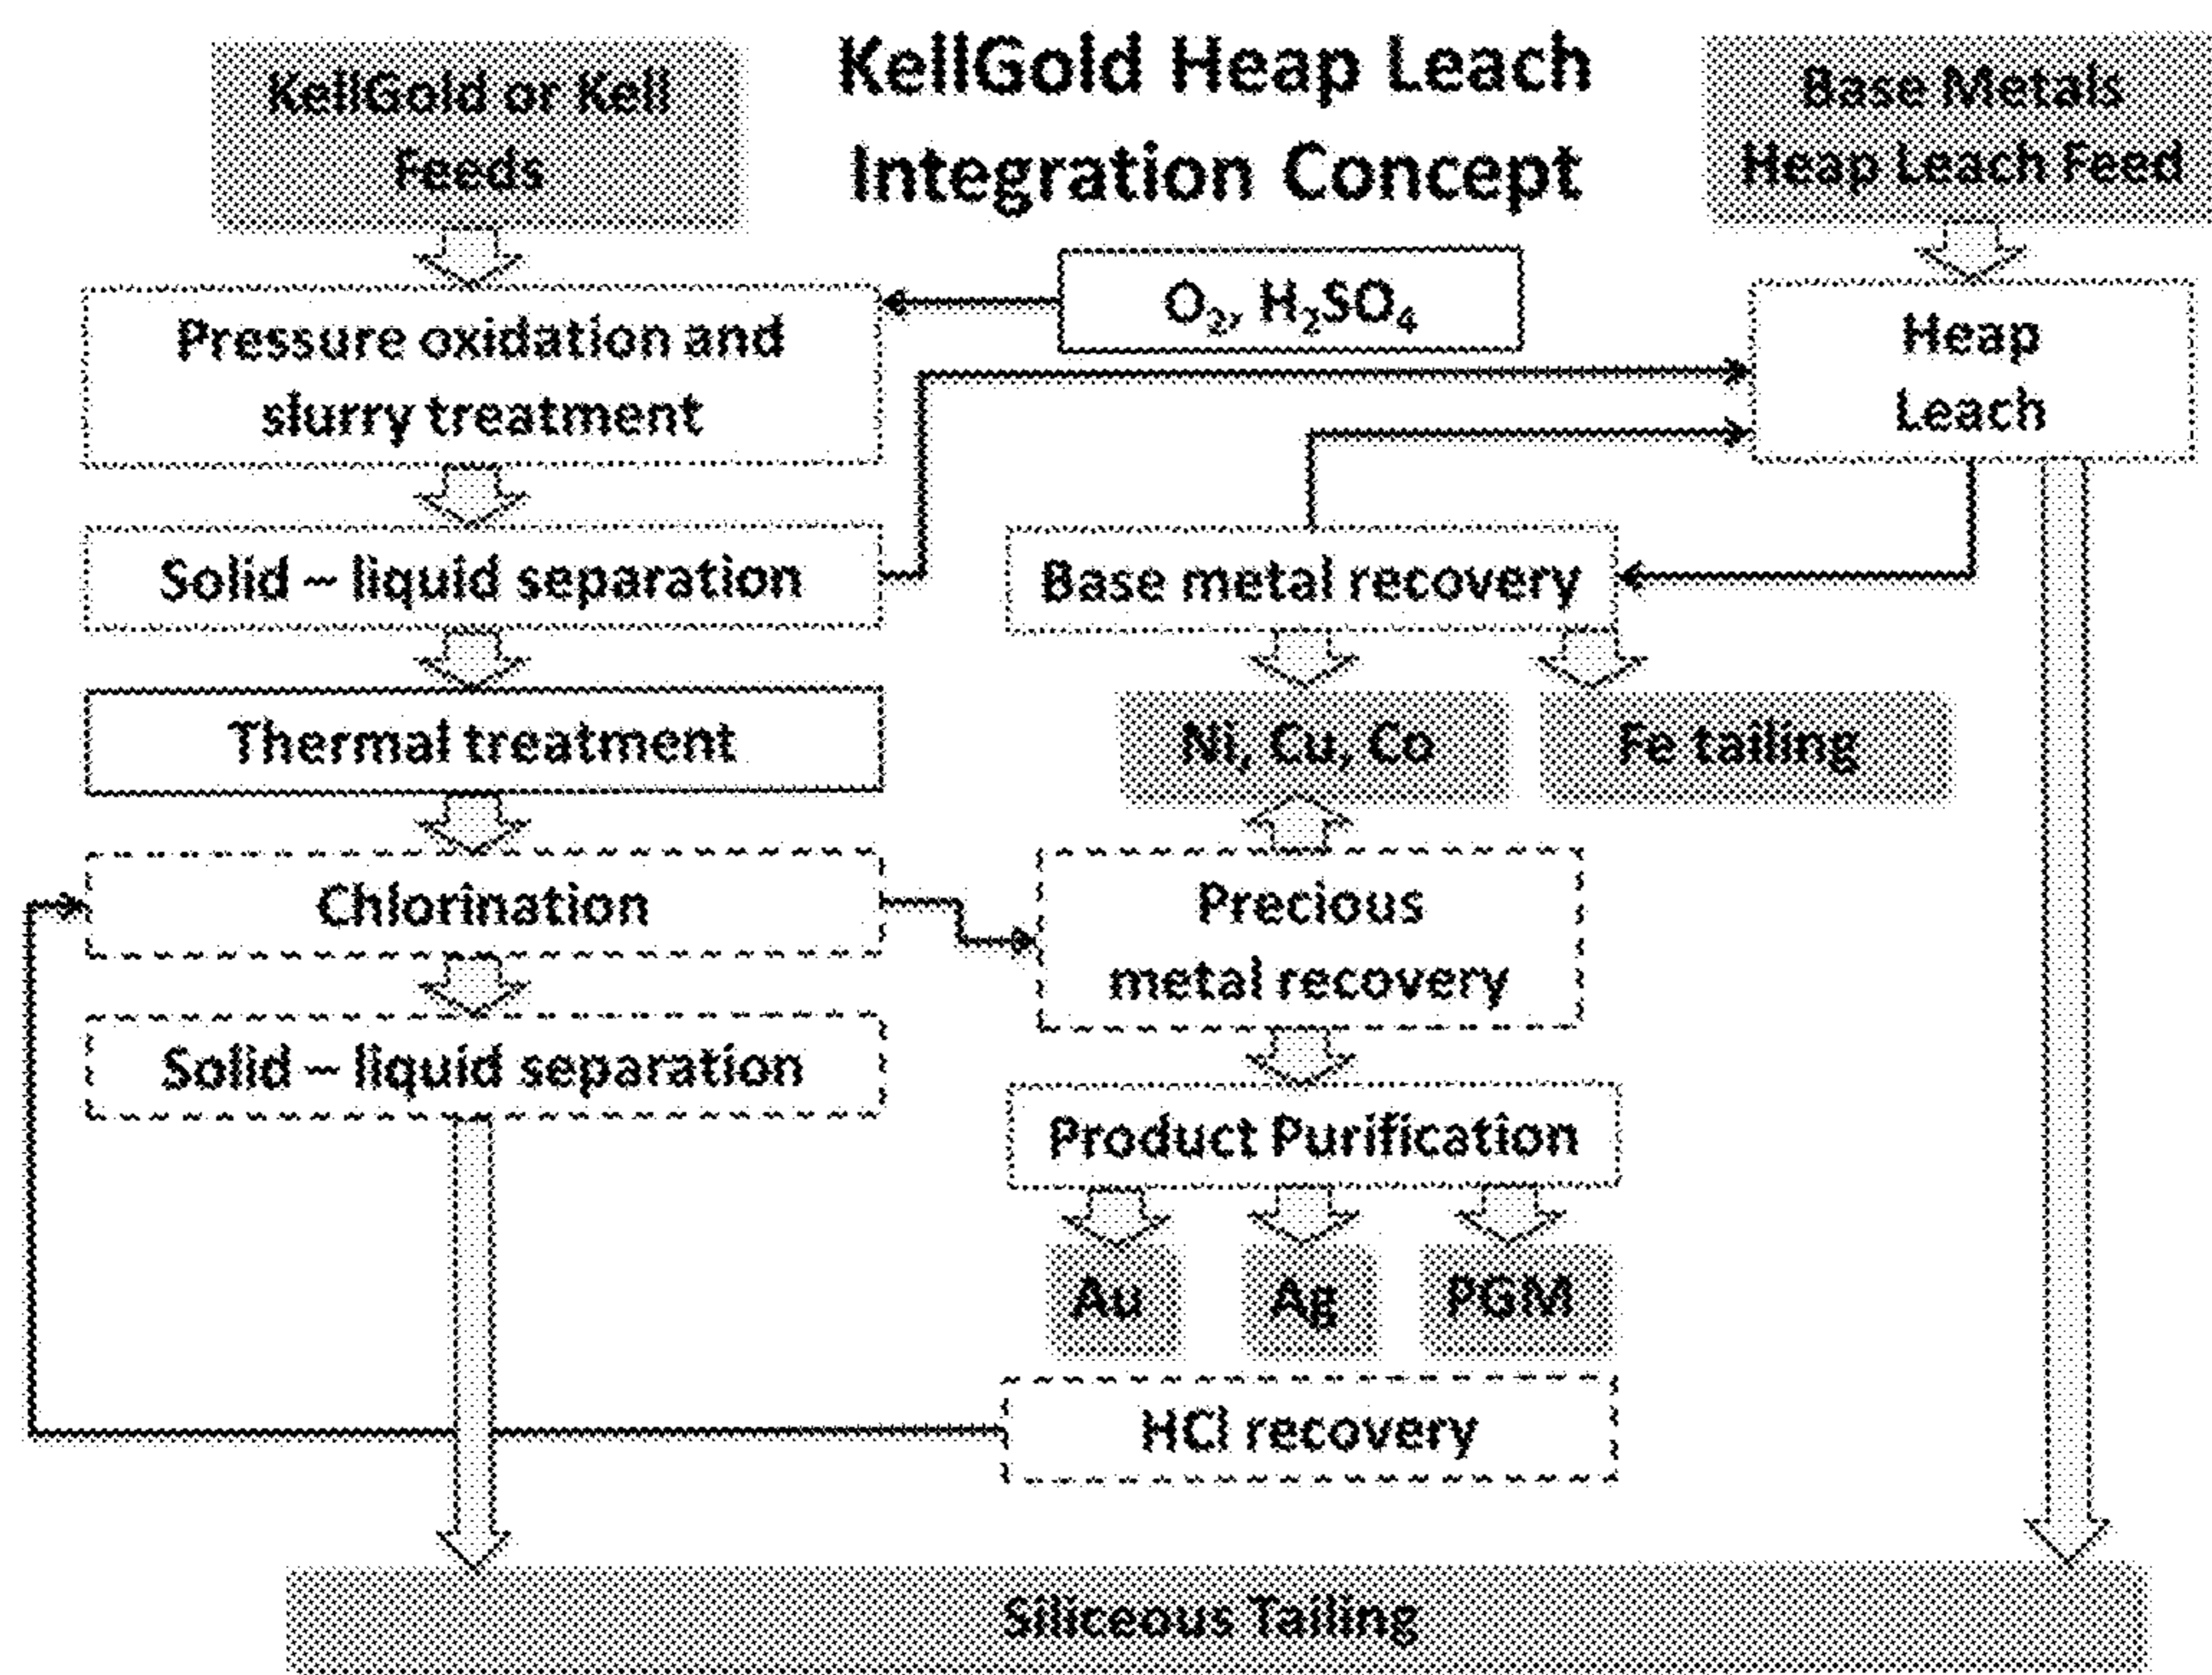 KellGold Heap Leach
Integration Concept
KellGold or Kell
Feeds
Base Metals
Heap Leach Feed
O₂, H₂SO₄
Pressure oxidation and
slurry treatment
Heap
Leach
Solid – liquid separation
Base metal recovery
Thermal treatment
Ni, Cu, Co
Fe tailing
Chlorination
Precious
metal recovery
Solid – liquid separation
Product Purification
Au
Ag
PGM
HCl recovery
Siliceous Tailing